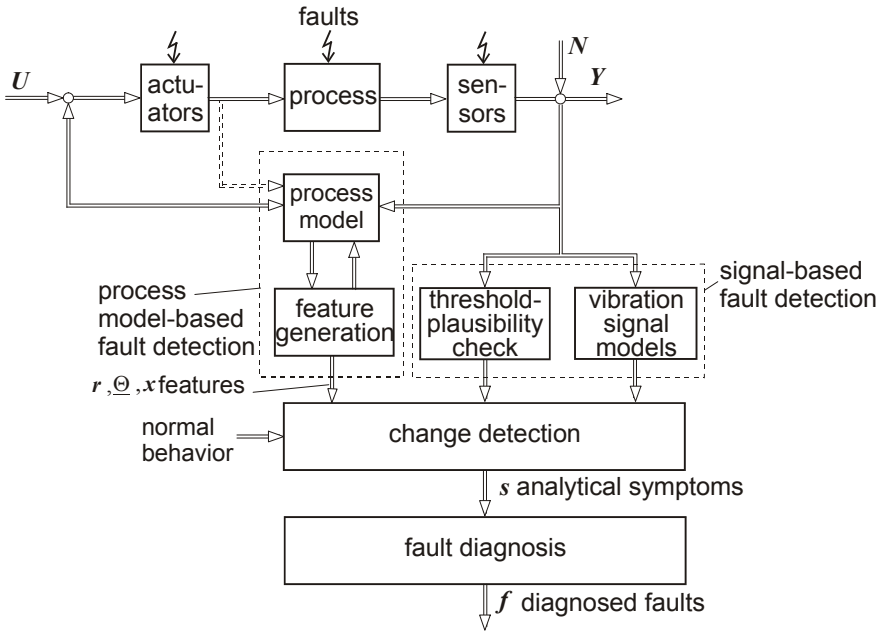 faults
N
U
Y
actu-
ators
process
sen-
sors
process
model
signal-based
fault detection
process
model-based
fault detection
feature
generation
threshold-
plausibility
check
vibration
signal
models
r ,Θ ,x features
normal
behavior
change detection
s analytical symptoms
fault diagnosis
f diagnosed faults